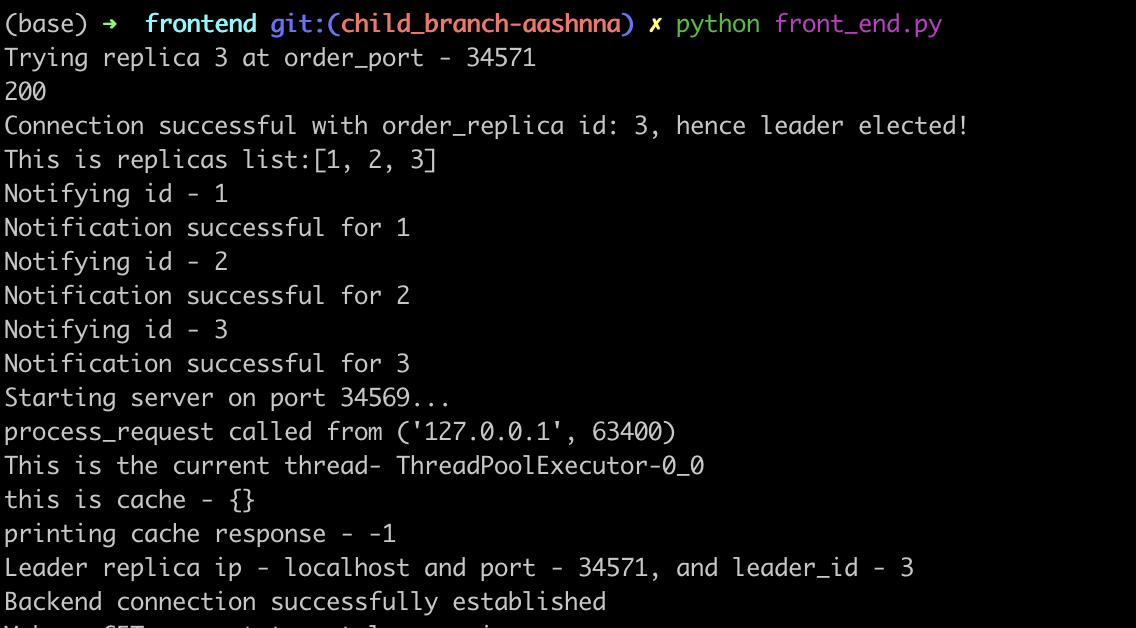 (base) ➜  frontend git:(child_branch-aashnna) ✗ python front_end.py
Trying replica 3 at order_port - 34571
200
Connection successful with order_replica id: 3, hence leader elected!
This is replicas list:[1, 2, 3]
Notifying id - 1
Notification successful for 1
Notifying id - 2
Notification successful for 2
Notifying id - 3
Notification successful for 3
Starting server on port 34569...
process_request called from ('127.0.0.1', 63400)
This is the current thread- ThreadPoolExecutor-0_0
this is cache - {}
printing cache response - -1
Leader replica ip - localhost and port - 34571, and leader_id - 3
Backend connection successfully established